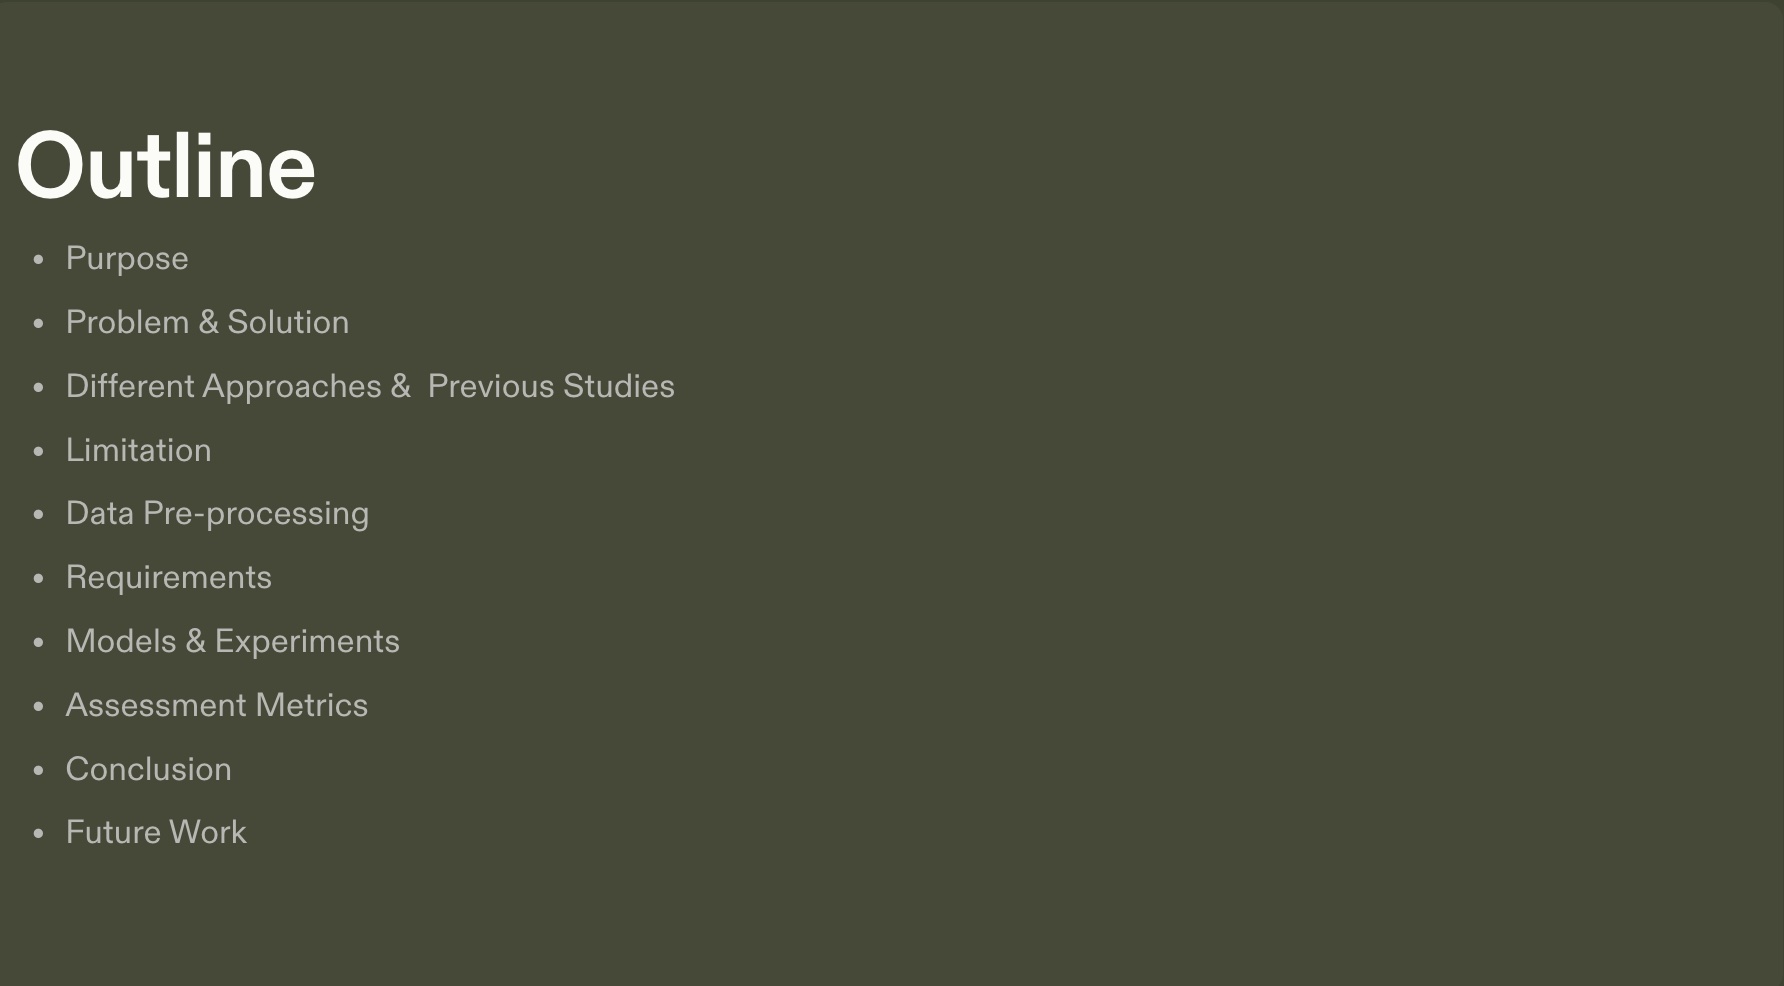 Outline
• Purpose
• Problem & Solution
• Different Approaches &  Previous Studies
• Limitation
• Data Pre-processing
• Requirements
• Models & Experiments
• Assessment Metrics
• Conclusion
• Future Work